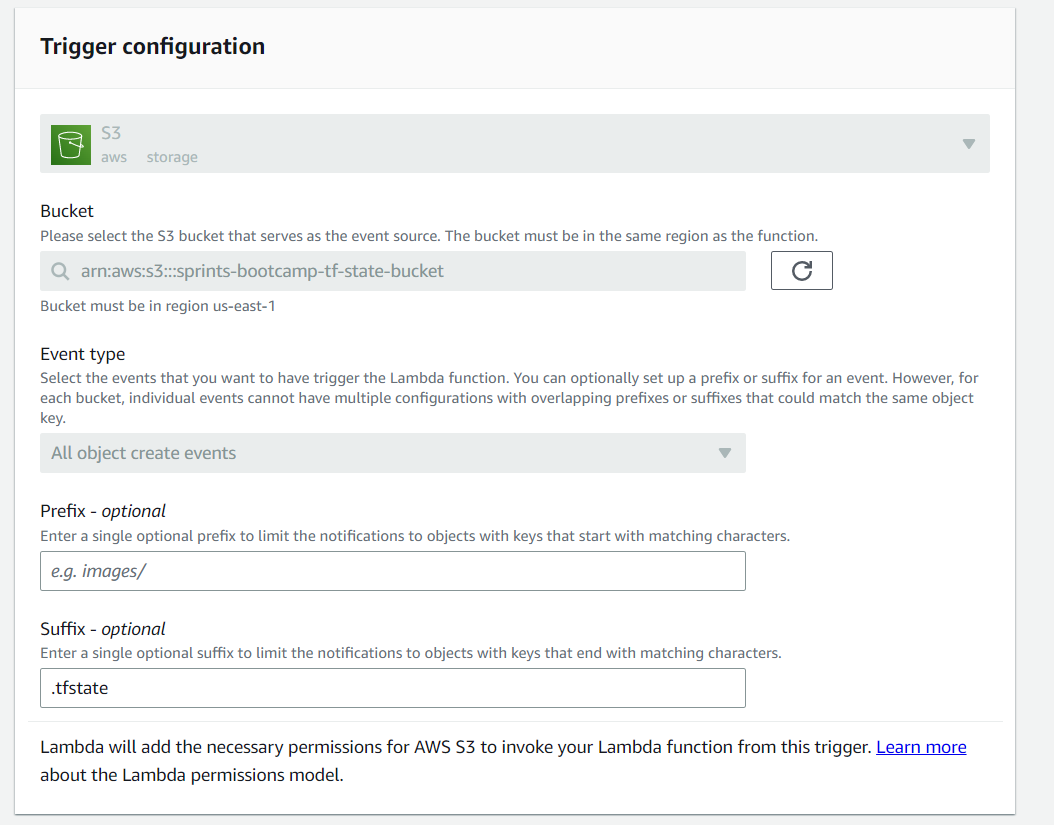 Trigger configuration
S3
aws storage
Bucket
Please select the S3 bucket that serves as the event source. The bucket must be in the same region as the function.
arn:aws:s3:::sprints-bootcamp-tf-state-bucket
Bucket must be in region us-east-1
Event type
Select the events that you want to have trigger the Lambda function. You can optionally set up a prefix or suffix for an event. However, for
each bucket, individual events cannot have multiple configurations with overlapping prefixes or suffixes that could match the same object
key.
All object create events
Prefix - optional
Enter a single optional prefix to limit the notifications to objects with keys that start with matching characters.
e.g. images/
Suffix - optional
Enter a single optional suffix to limit the notifications to objects with keys that end with matching characters.
.tfstate
Lambda will add the necessary permissions for AWS S3 to invoke your Lambda function from this trigger. Learn more
about the Lambda permissions model.